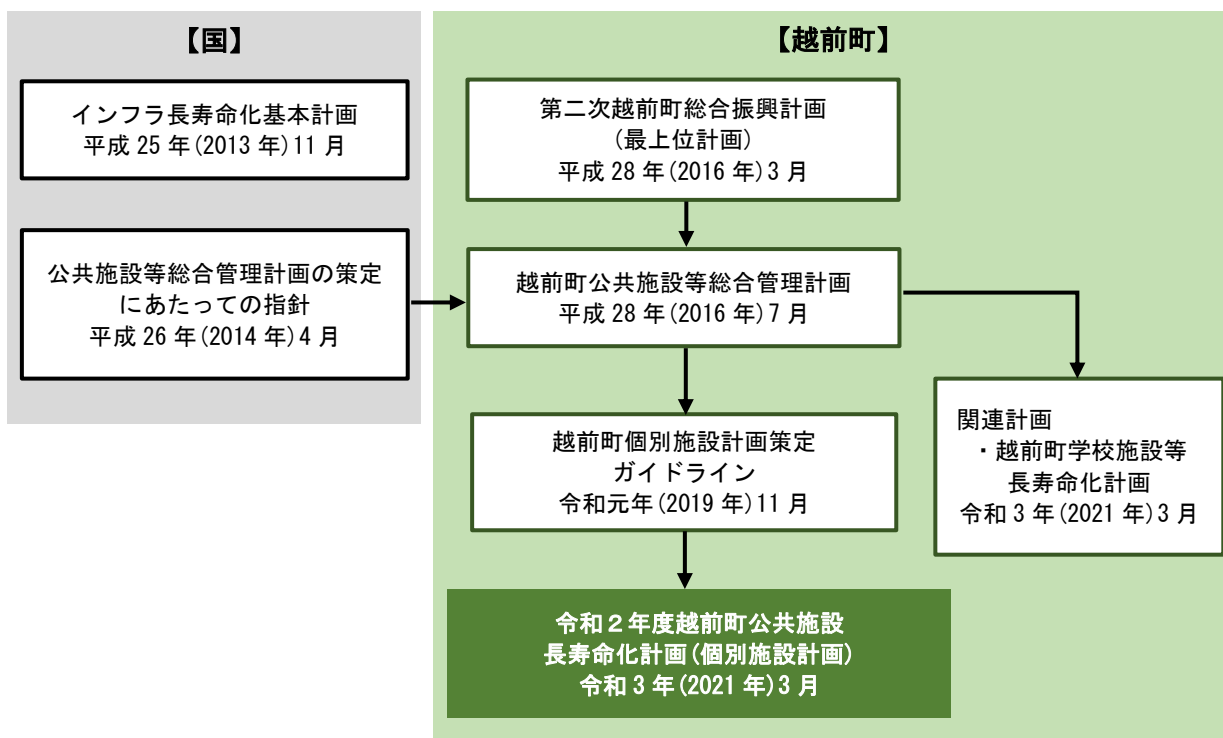 【国】
インフラ長寿命化基本計画
平成 25 年(2013 年)11 月
公共施設等総合管理計画の策定
にあたっての指針
平成 26 年(2014 年)4 月
【越前町】
第二次越前町総合振興計画
(最上位計画)
平成 28 年(2016 年)3 月
越前町公共施設等総合管理計画
平成 28 年(2016 年)7 月
越前町個別施設計画策定
ガイドライン
令和元年(2019 年)11 月
関連計画
・越前町学校施設等
長寿命化計画
令和 3 年(2021 年)3 月
令和２年度越前町公共施設
長寿命化計画(個別施設計画)
令和 3 年(2021 年)3 月